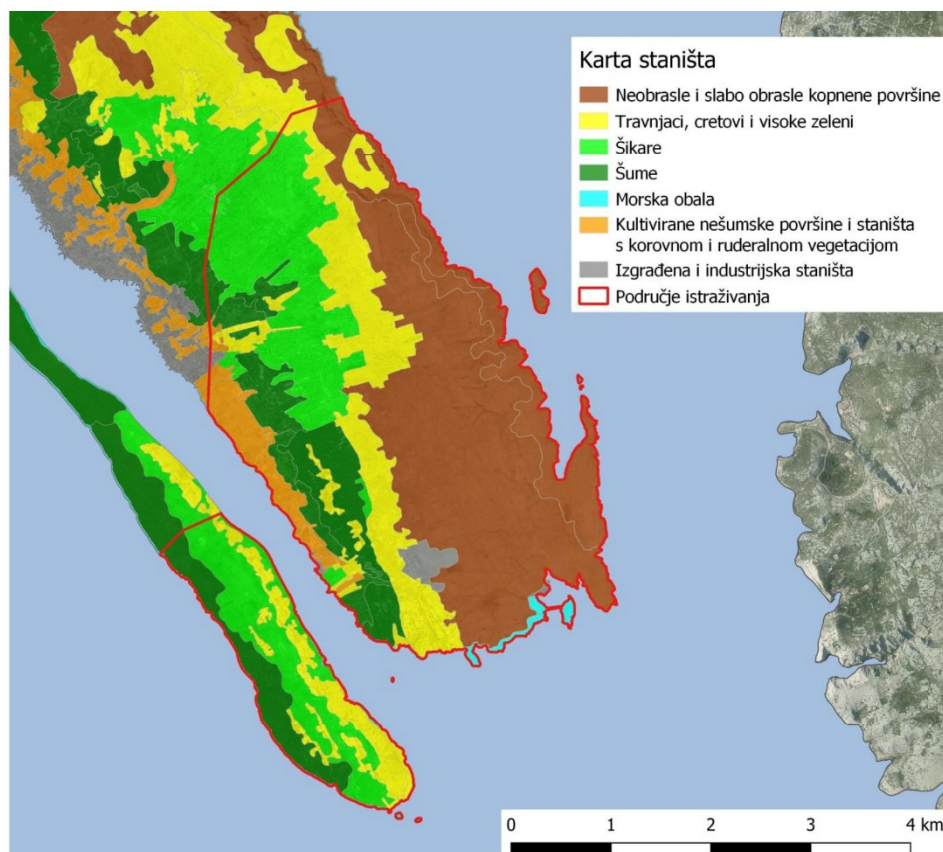 Karta staništa
Neobrasle i slabo obrasle kopnene površine
Travnjaci, cretovi i visoke zeleni
Šikare
Šume
Morska obala
Kultivirane nešumske površine i staništa
s korovnom i ruderalnom vegetacijom
Izgrađena i industrijska staništa
Područje istraživanja
0 1 2 3 4 km